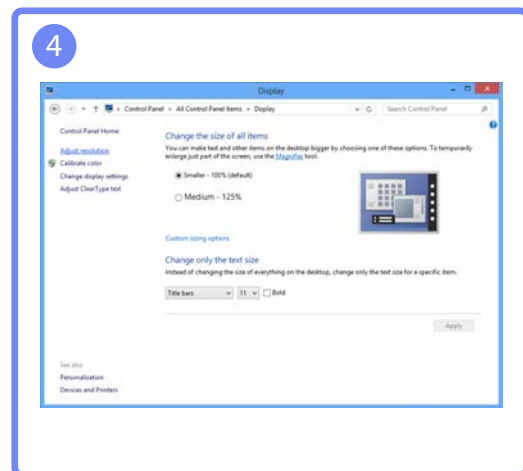 4
Display
Control Panel › All Control Panel Items › Display
Search Control Panel
Control Panel Home
Adjust resolution
Calibrate color
Change display settings
Adjust ClearType text
Change the size of all items
You can make text and other items on the desktop bigger by choosing one of these options. To temporarily
enlarge just part of the screen, use the Magnifier tool.
Smaller - 100% (default)
Medium - 125%
Custom sizing options
Change only the text size
Instead of changing the size of everything on the desktop, change only the text size for a specific item.
Title bars 11 Bold
Apply
See also
Personalization
Devices and Printers